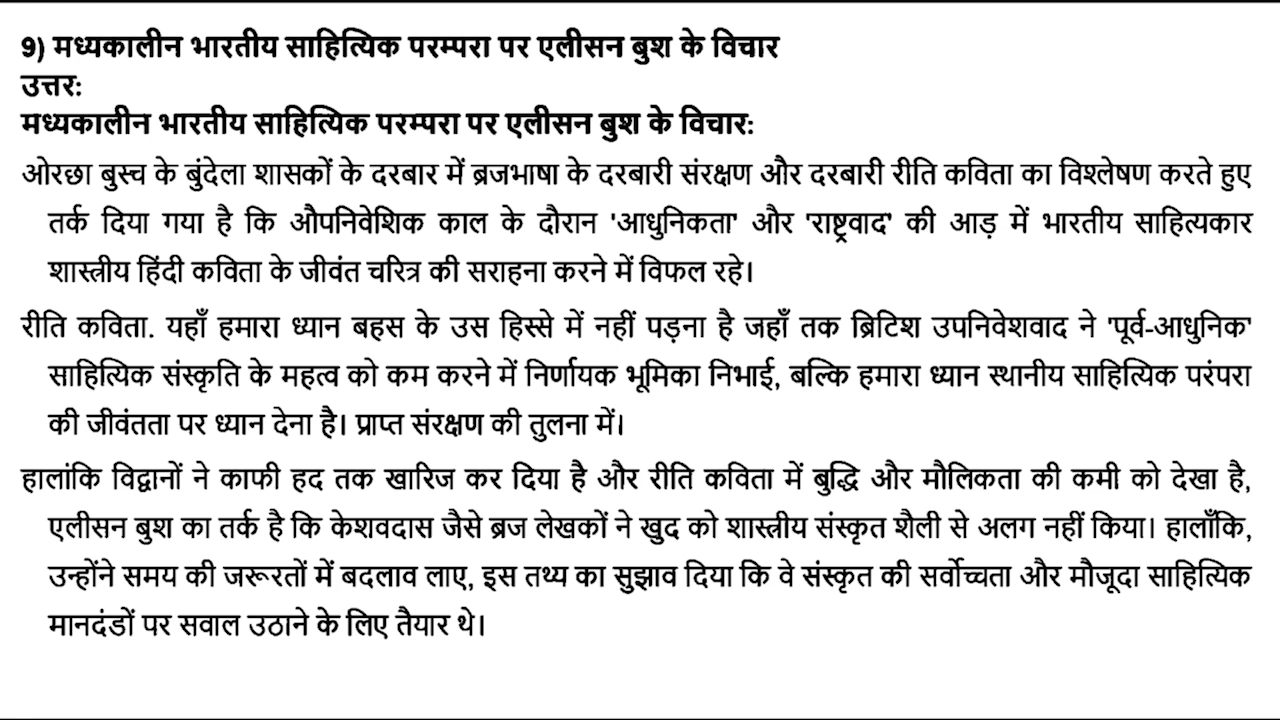 9) मध्यकालीन भारतीय साहित्यिक परम्परा पर एलीसन बुश के विचार
उत्तर:
मध्यकालीन भारतीय साहित्यिक परम्परा पर एलीसन बुश के विचार:
ओरछा बुस्च के बुंदेला शासकों के दरबार में ब्रजभाषा के दरबारी संरक्षण और दरबारी रीति कविता का विश्लेषण करते हुए
तर्क दिया गया है कि औपनिवेशिक काल के दौरान 'आधुनिकता' और 'राष्ट्रवाद' की आड़ में भारतीय साहित्यकार
शास्त्रीय हिंदी कविता के जीवंत चरित्र की सराहना करने में विफल रहे।
रीति कविता. यहाँ हमारा ध्यान बहस के उस हिस्से में नहीं पड़ना है जहाँ तक ब्रिटिश उपनिवेशवाद ने 'पूर्व-आधुनिक'
साहित्यिक संस्कृति के महत्व को कम करने में निर्णायक भूमिका निभाई, बल्कि हमारा ध्यान स्थानीय साहित्यिक परंपरा
की जीवंतता पर ध्यान देना है। प्राप्त संरक्षण की तुलना में।
हालांकि विद्वानों ने काफी हद तक खारिज कर दिया है और रीति कविता में बुद्धि और मौलिकता की कमी को देखा है,
एलीसन बुश का तर्क है कि केशवदास जैसे ब्रज लेखकों ने खुद को शास्त्रीय संस्कृत शैली से अलग नहीं किया। हालाँकि,
उन्होंने समय की जरूरतों में बदलाव लाए, इस तथ्य का सुझाव दिया कि वे संस्कृत की सर्वोच्चता और मौजूदा साहित्यिक
मानदंडों पर सवाल उठाने के लिए तैयार थे।